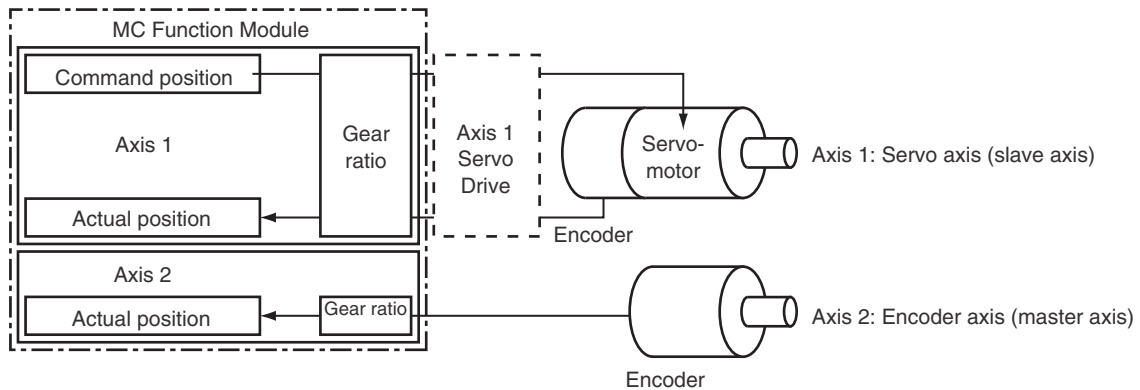 MC Function Module
Command position
Axis 1
Gear
ratio
Axis 1
Servo
Drive
Servo-
motor
Axis 1: Servo axis (slave axis)
Actual position
Encoder
Axis 2
Actual position
Gear ratio
Axis 2: Encoder axis (master axis)
Encoder